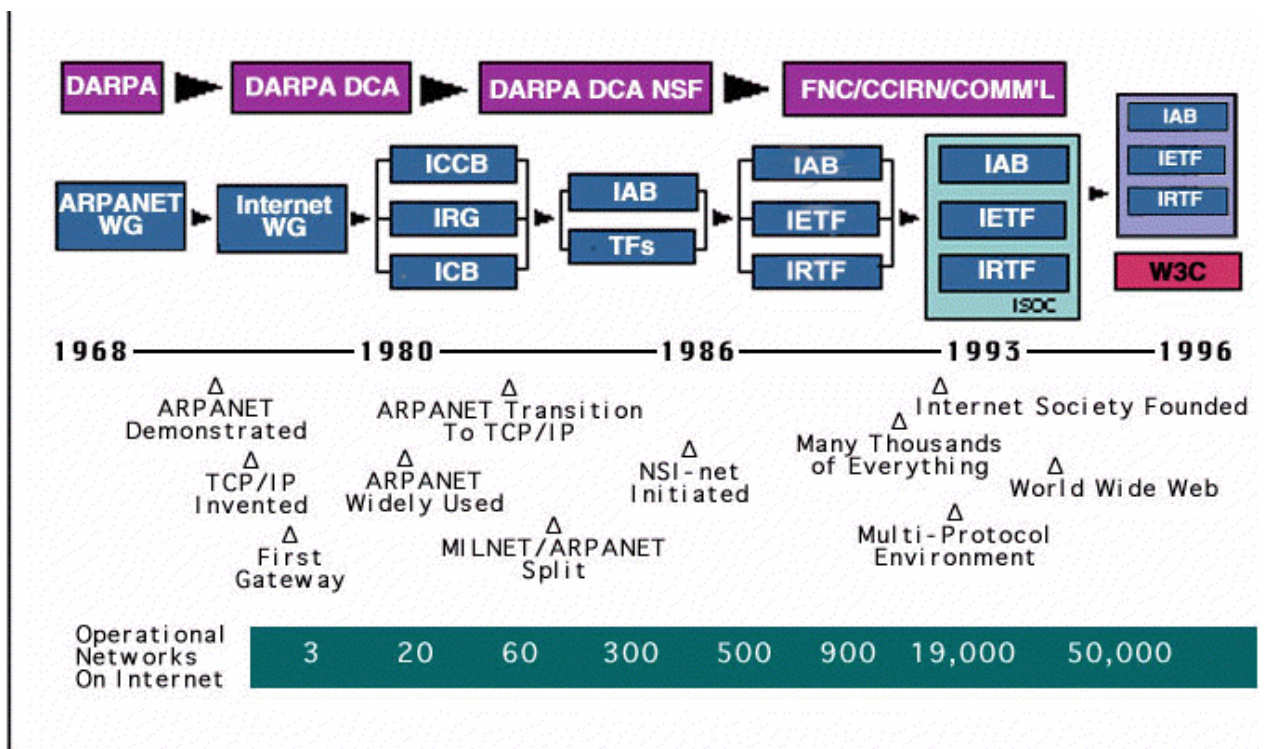 DARPA
DARPA DCA
DARPA DCA NSF
FNC/CCIRN/COMM'L
ARPANET
WG
Internet
WG
ICCB
IRG
ICB
IAB
TFs
IAB
IETF
IRTF
IAB
IETF
IRTF
ISOC
IAB
IETF
IRTF
W3C
1968
1980
1986
1993
1996
ARPANET
Demonstrated
TCP/IP
Invented
First
Gateway
ARPANET Transition
To TCP/IP
ARPANET
Widely Used
MILNET/ARPANET
Split
NSI-net
Initiated
Internet Society Founded
Many Thousands
of Everything
World Wide Web
Multi-Protocol
Environment
Operational
Networks
On Internet
3 20 60 300 500 900 19,000 50,000